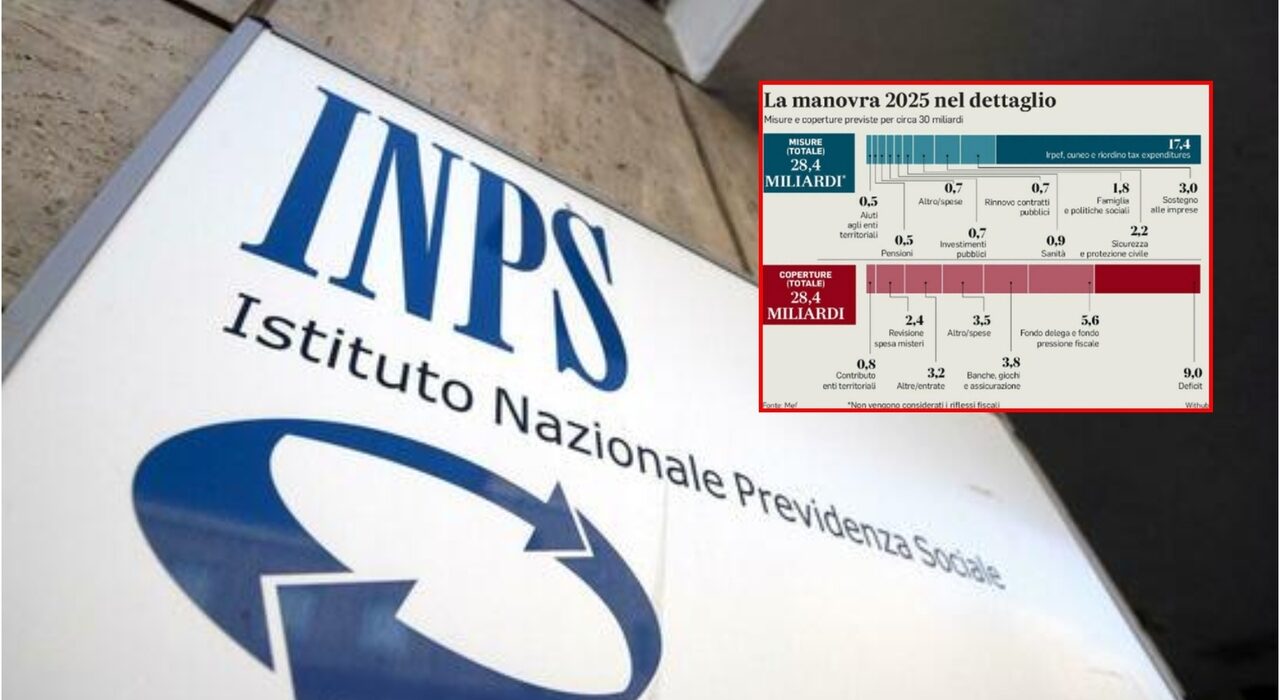 INPS
Istituto Nazionale Previdenza Sociale
La manovra 2025 nel dettaglio
Misure e coperture previste per circa 30 miliardi
MISURE
(TOTALE)
28,4
MILIARDI*
17,4
Irpef, cuneo e riordino tax expenditures
0,5
Aiuti
agli enti
territoriali
0,5
Pensioni
0,7
Altro/spese
0,7
Investimenti
pubblici
0,7
Rinnovo contratti
pubblici
0,9
Sanità
1,8
Famiglia
e politiche sociali
2,2
Sicurezza
e protezione civile
3,0
Sostegno
alle imprese
COPERTURE
(TOTALE)
28,4
MILIARDI
0,8
Contributo
enti territoriali
2,4
Revisione
spesa misteri
3,2
Altre/entrate
3,5
Altro/spese
3,8
Banche, giochi
e assicurazione
5,6
Fondo delega e fondo
pressione fiscale
9,0
Deficit
Fonte: Mef
*Non vengono considerati i riflessi fiscali
Withub